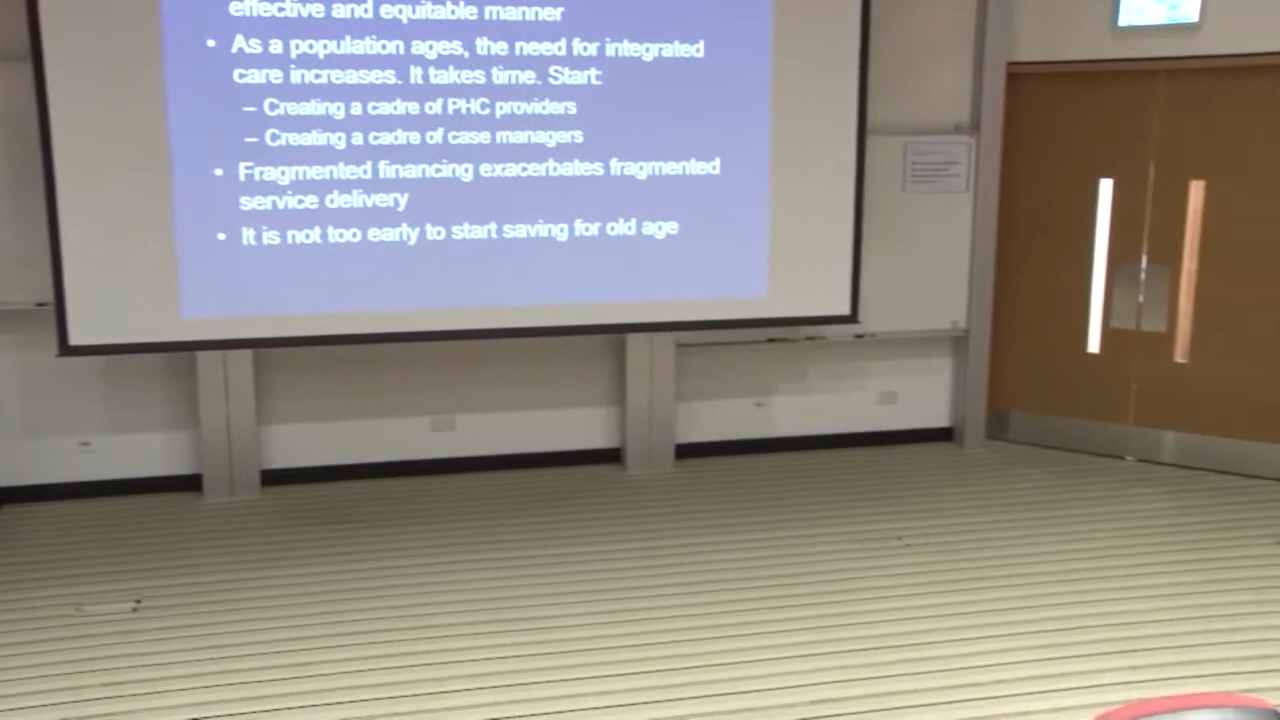 effective and equitable manner
• As a population ages, the need for integrated
care increases. It takes time. Start:
– Creating a cadre of PHC providers
– Creating a cadre of case managers
• Fragmented financing exacerbates fragmented
service delivery
• It is not too early to start saving for old age